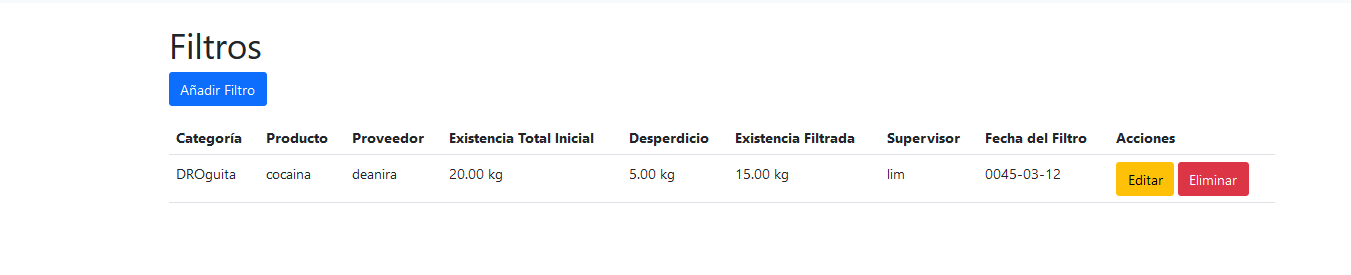 Filtros
Añadir Filtro
Categoría Producto Proveedor Existencia Total Inicial Desperdicio Existencia Filtrada Supervisor Fecha del Filtro Acciones
DROguita cocaina deanira 20.00 kg 5.00 kg 15.00 kg lim 0045-03-12 Editar Eliminar